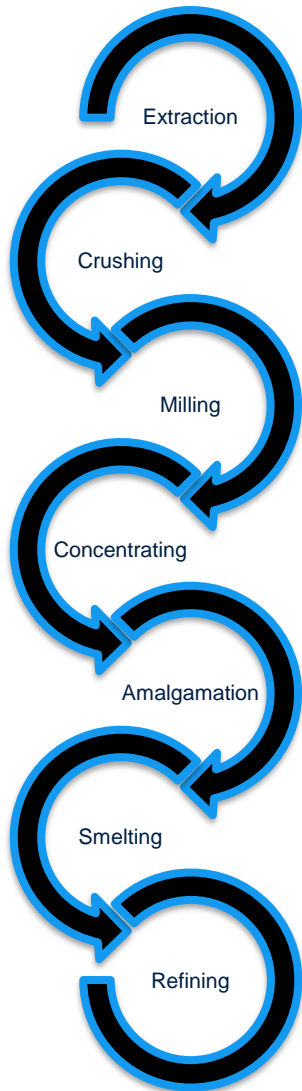 Extraction
Crushing
Milling
Concentrating
Amalgamation
Smelting
Refining